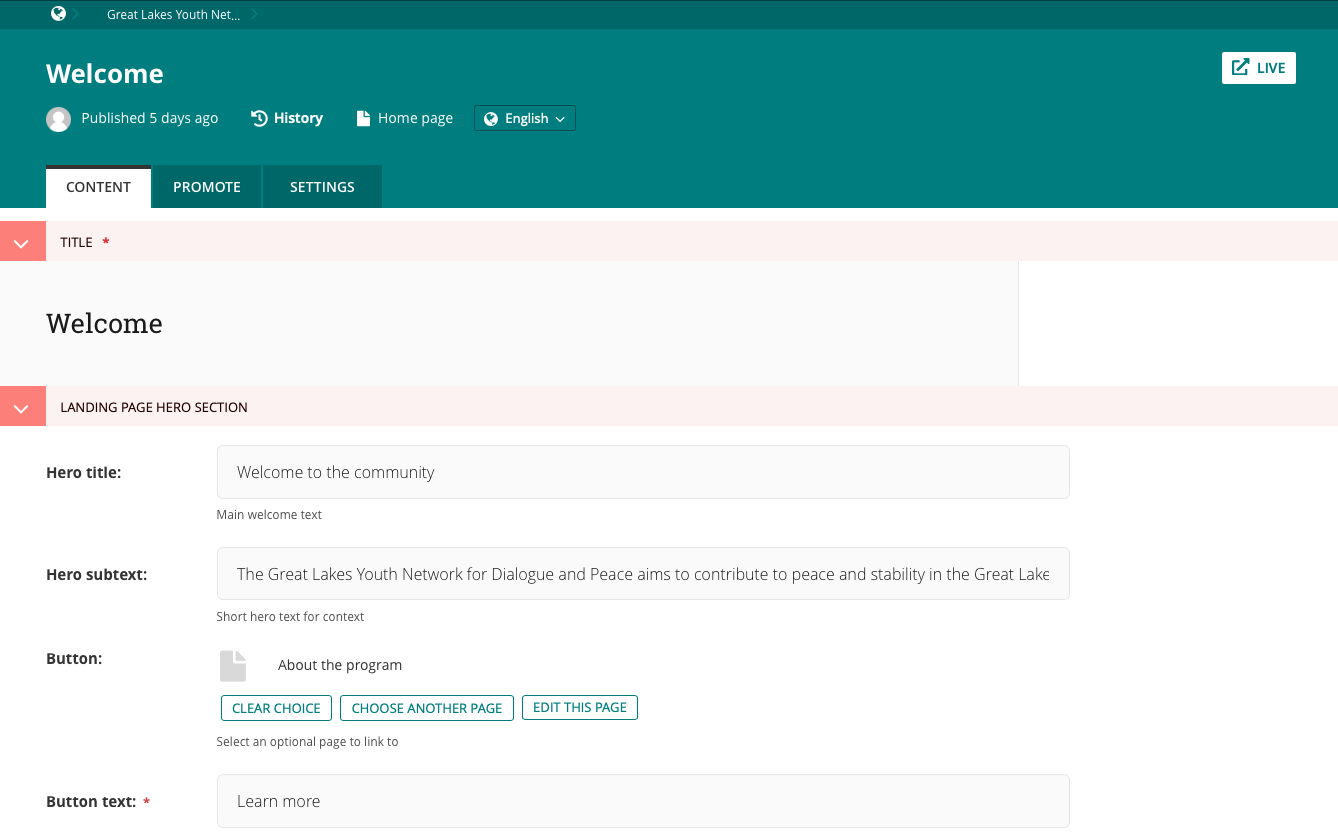 Great Lakes Youth Net...
Welcome
LIVE
Published 5 days ago History Home page English
CONTENT PROMOTE SETTINGS
TITLE *
Welcome
LANDING PAGE HERO SECTION
Hero title: Welcome to the community
Main welcome text
Hero subtext: The Great Lakes Youth Network for Dialogue and Peace aims to contribute to peace and stability in the Great Lake
Short hero text for context
Button: About the program
CLEAR CHOICE CHOOSE ANOTHER PAGE EDIT THIS PAGE
Select an optional page to link to
Button text: * Learn more